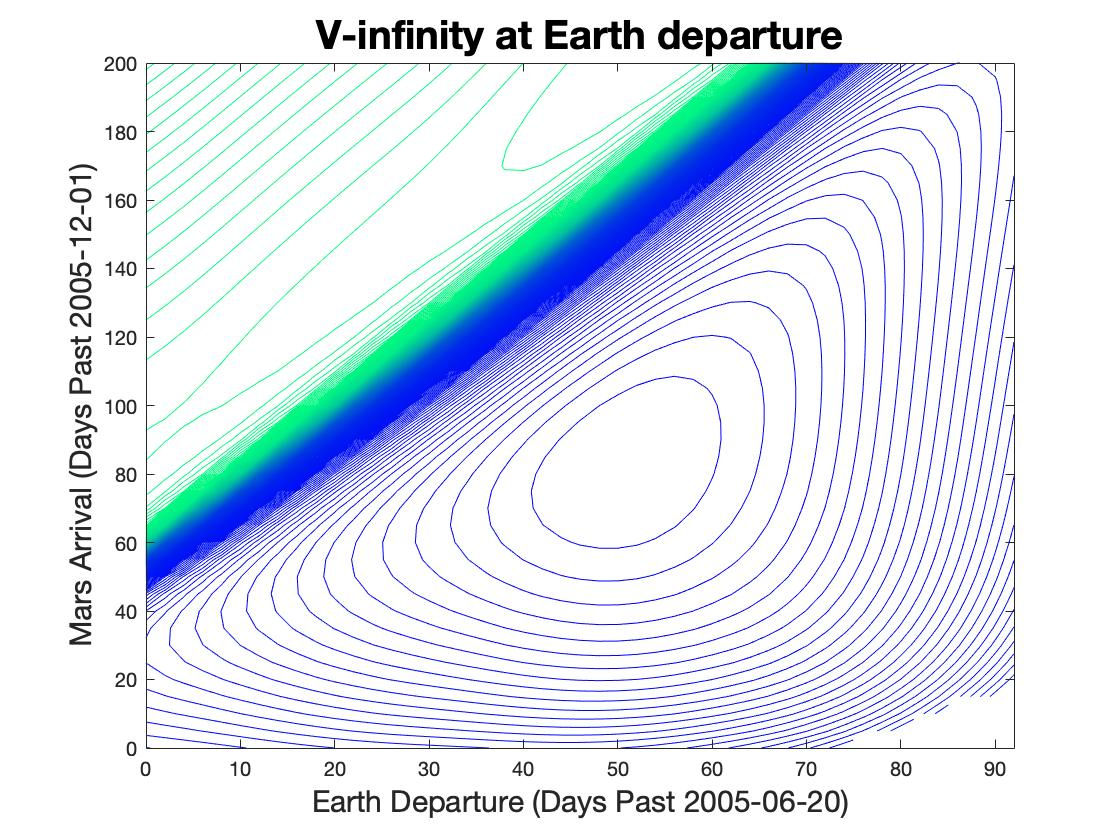 V-infinity at Earth departure
200
180
160
140
120
100
80
60
40
20
0
Mars Arrival (Days Past 2005-12-01)
0 10 20 30 40 50 60 70 80 90
Earth Departure (Days Past 2005-06-20)